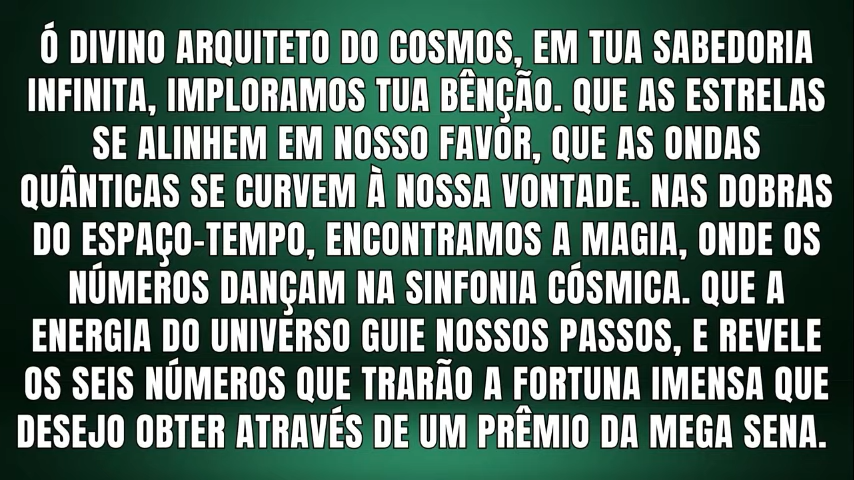 Ó DIVINO ARQUITETO DO COSMOS, EM TUA SABEDORIA
INFINITA, IMPLORAMOS TUA BÊNÇÃO. QUE AS ESTRELAS
SE ALINHEM EM NOSSO FAVOR, QUE AS ONDAS
QUÂNTICAS SE CURVEM À NOSSA VONTADE. NAS DOBRAS
DO ESPAÇO-TEMPO, ENCONTRAMOS A MAGIA, ONDE OS
NÚMEROS DANÇAM NA SINFONIA CÓSMICA. QUE A
ENERGIA DO UNIVERSO GUIE NOSSOS PASSOS, E REVELE
OS SEIS NÚMEROS QUE TRARÃO A FORTUNA IMENSA QUE
DESEJO OBTER ATRAVÉS DE UM PRÊMIO DA MEGA SENA.